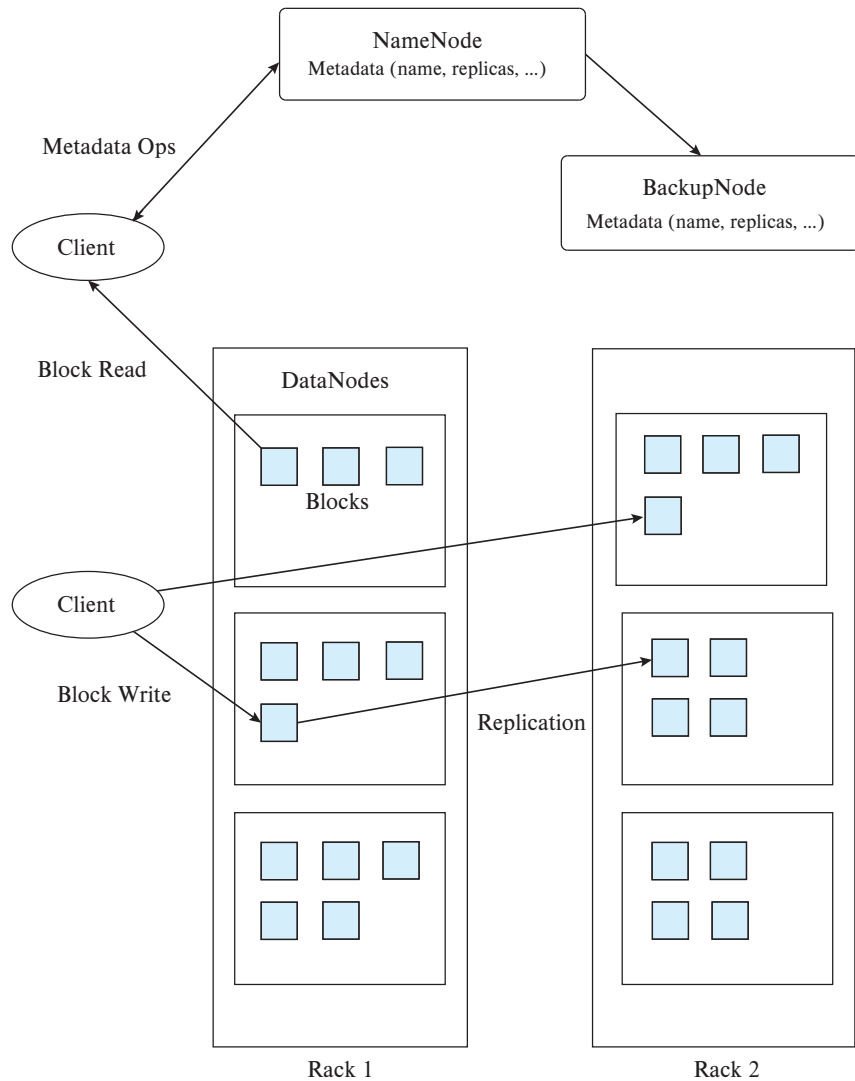 NameNode
Metadata (name, replicas, ...)
Metadata Ops
BackupNode
Metadata (name, replicas, ...)
Client
Block Read
DataNodes
Blocks
Client
Block Write
Replication
Rack 1
Rack 2